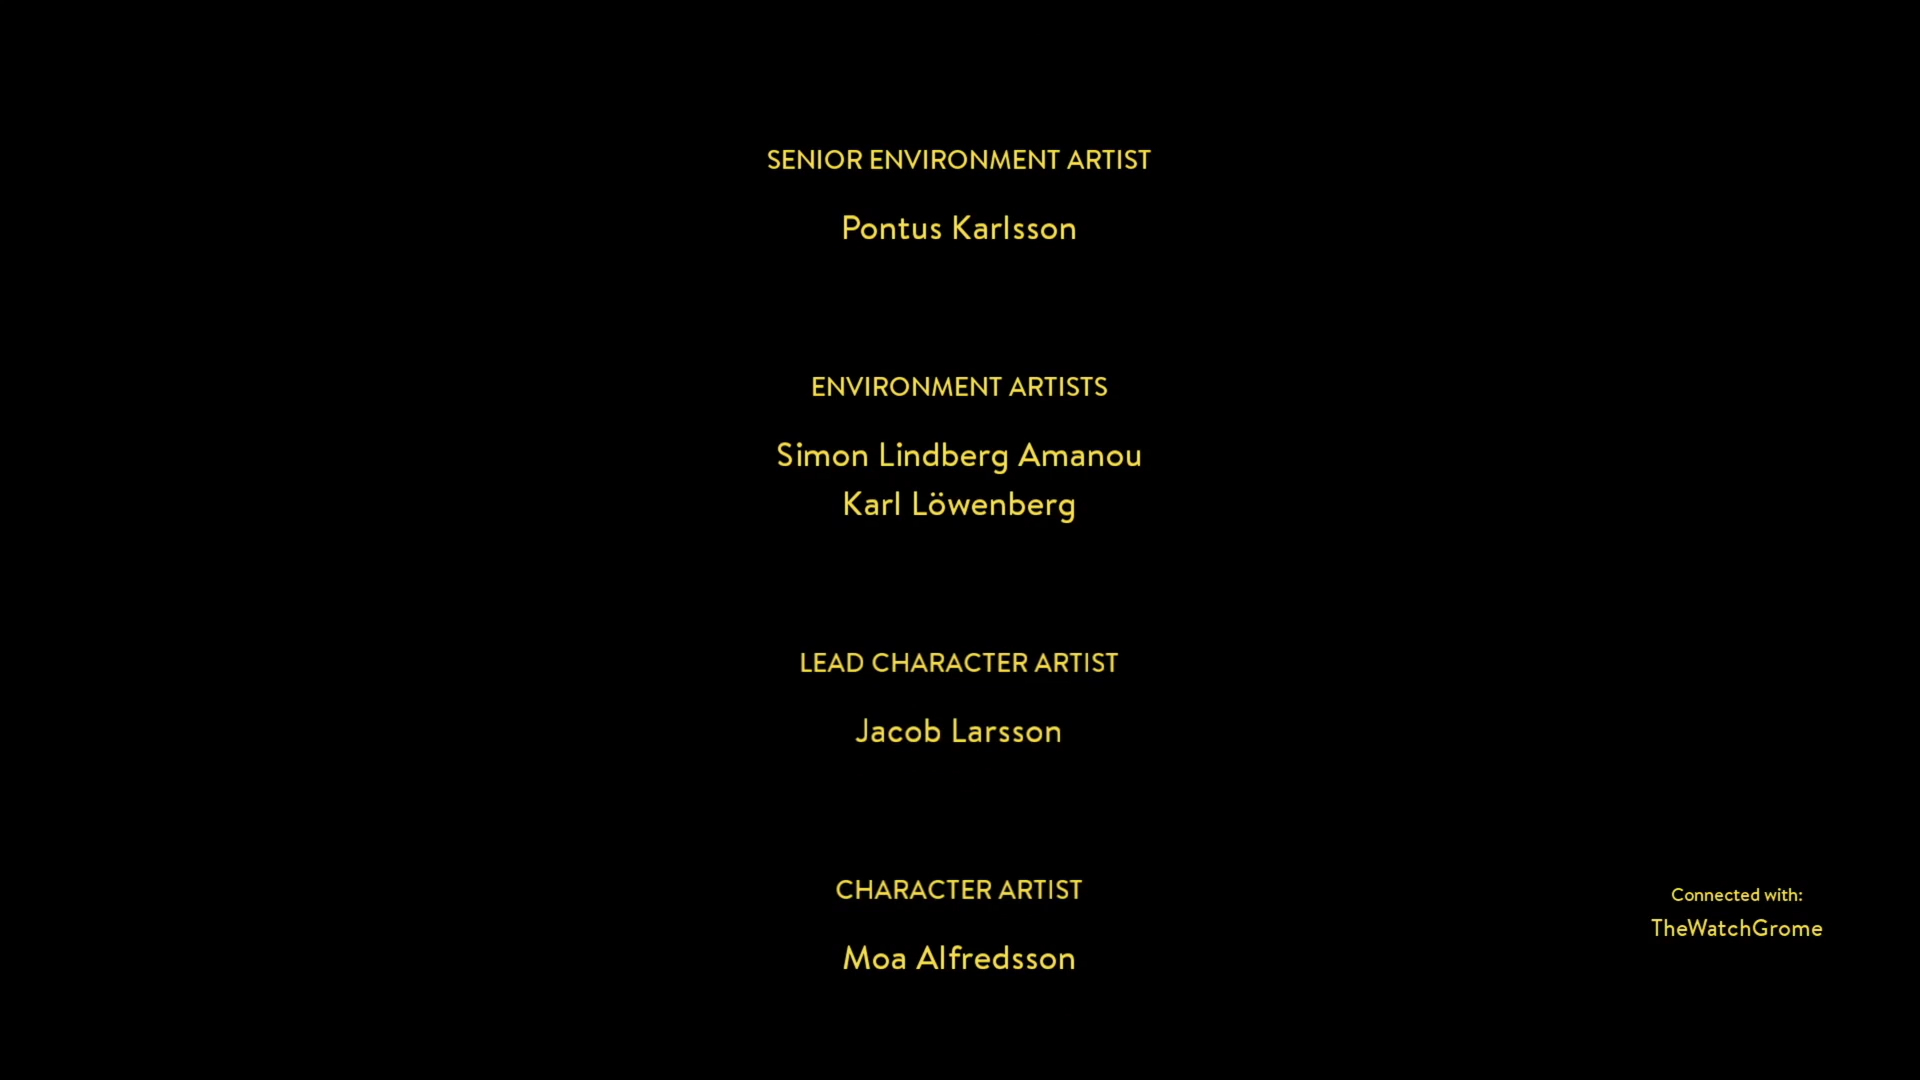 SENIOR ENVIRONMENT ARTIST
Pontus Karlsson
ENVIRONMENT ARTISTS
Simon Lindberg Amanou
Karl Löwenberg
LEAD CHARACTER ARTIST
Jacob Larsson
CHARACTER ARTIST
Moa Alfredsson
Connected with:
TheWatchGrome